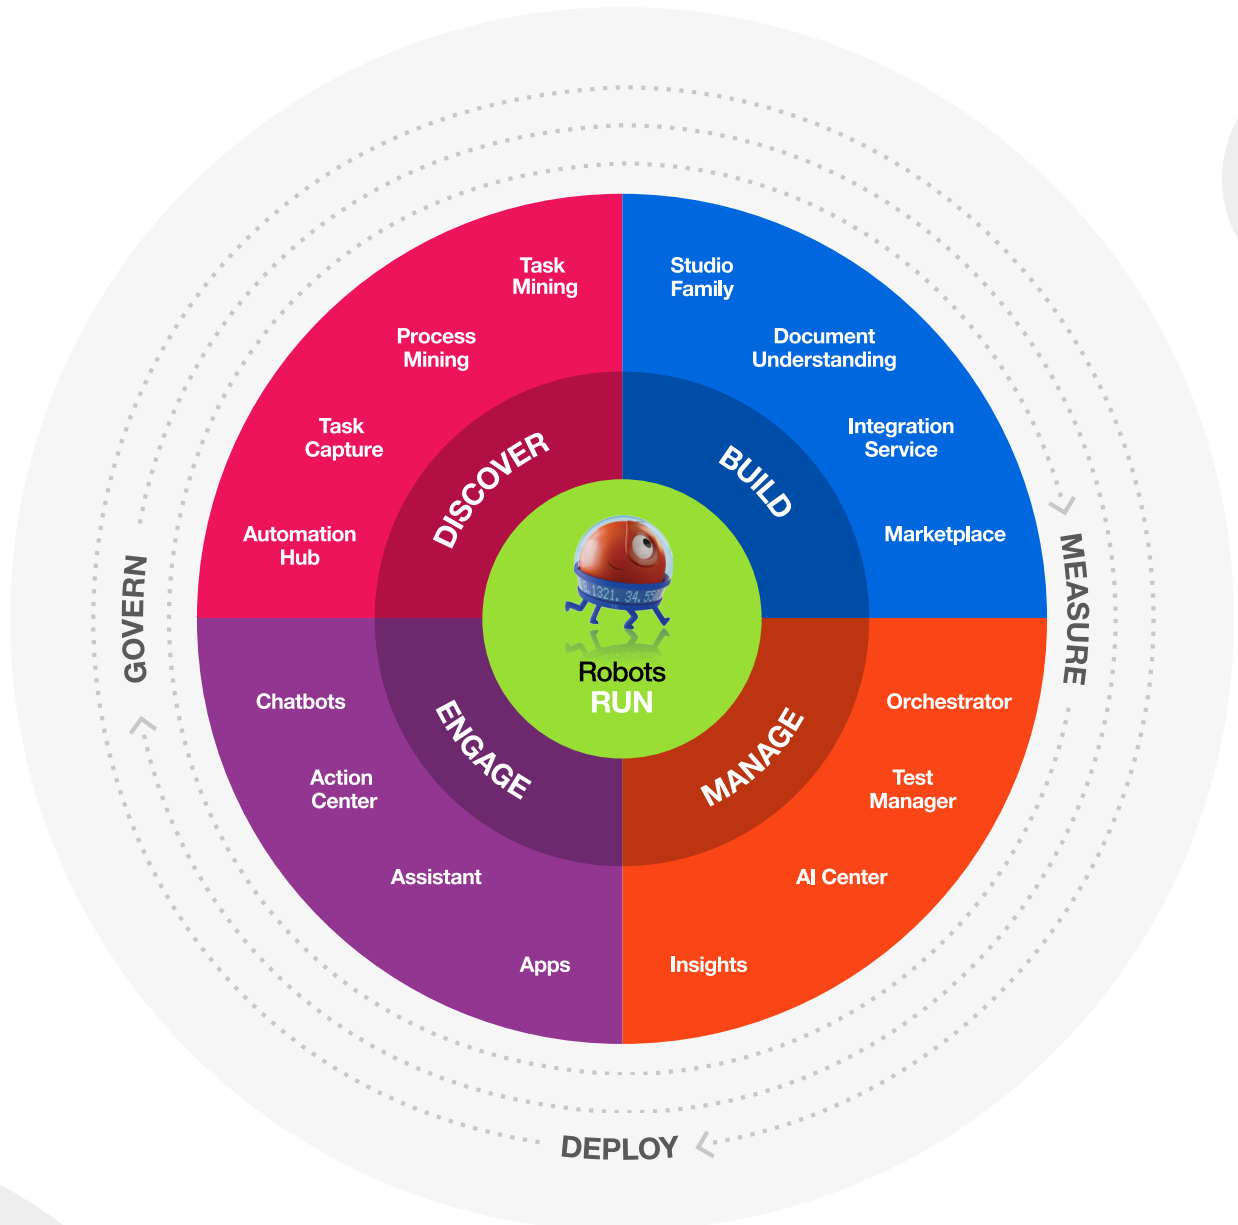 Task
Mining
Process
Mining
Task
Capture
Automation
Hub
DISCOVER
Studio
Family
Document
Understanding
Integration
Service
Marketplace
BUILD
GOVERN
MEASURE
Robots
RUN
Chatbots
Action
Center
Assistant
Apps
ENGAGE
Orchestrator
Test
Manager
AI Center
Insights
MANAGE
DEPLOY